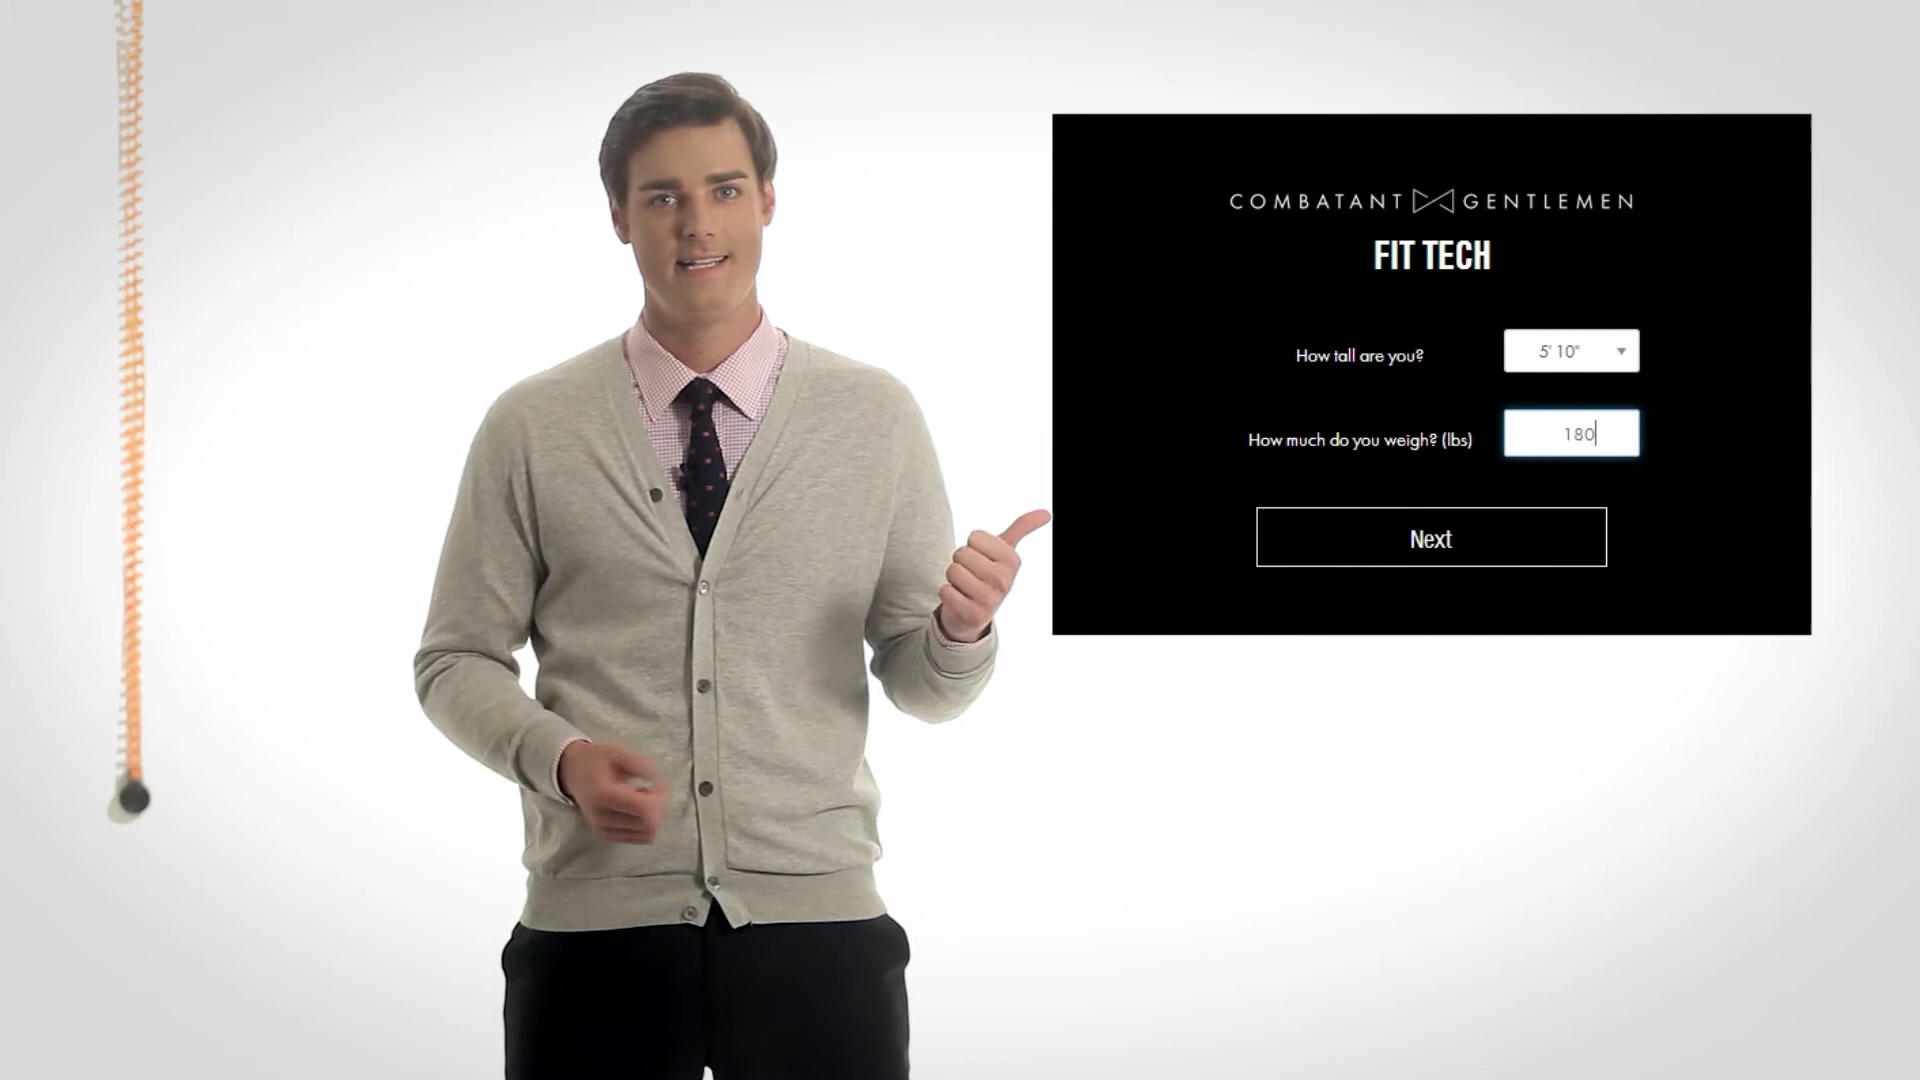 COMBATANT GENTLEMEN
FIT TECH
How tall are you?
5' 10"
How much do you weigh? (lbs)
180
Next